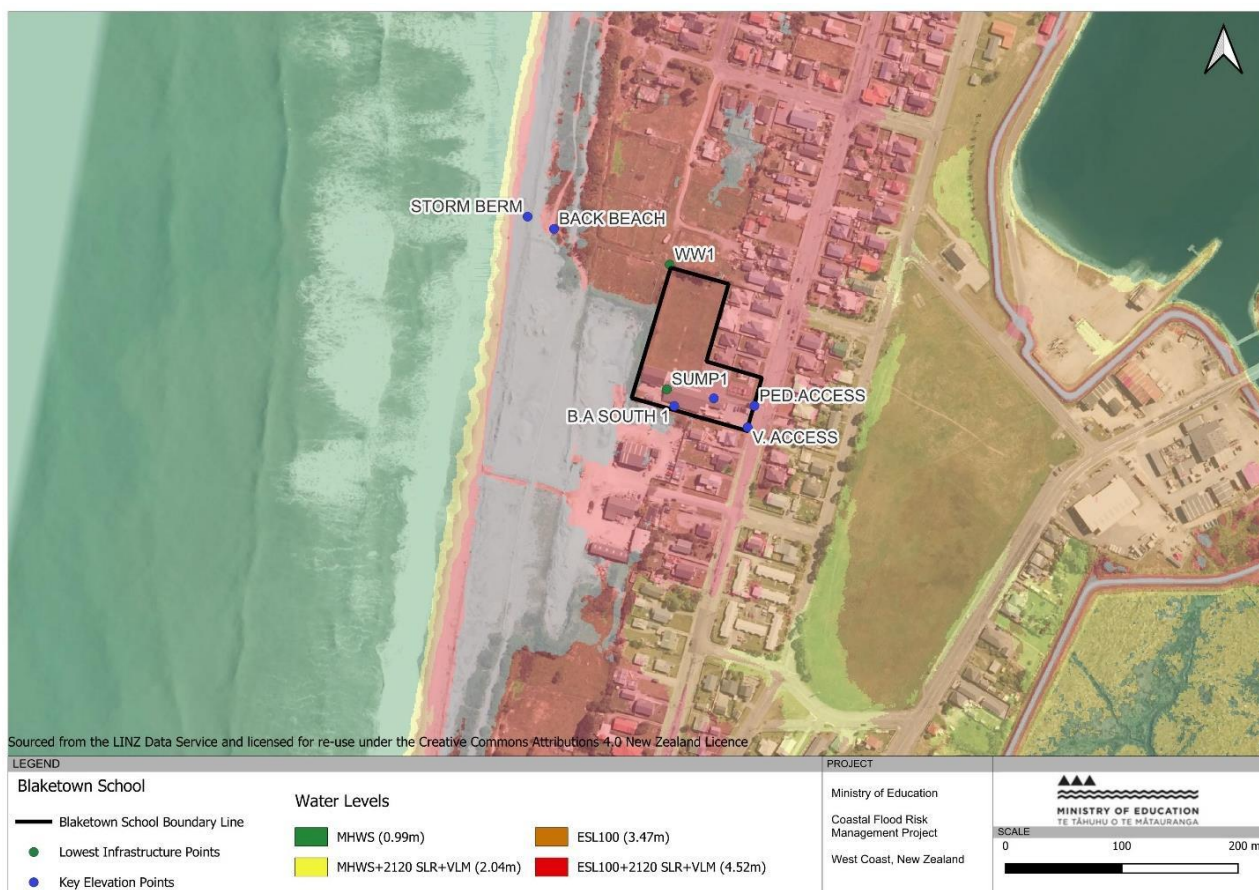 STORM BERM
BACK BEACH
WW1
SUMP1
PED.ACCESS
B.A SOUTH 1
V. ACCESS
Sourced from the LINZ Data Service and licensed for re-use under the Creative Commons Attributions 4.0 New Zealand Licence
LEGEND
Blaketown School
Blaketown School Boundary Line
Lowest Infrastructure Points
Key Elevation Points
Water Levels
MHWS (0.99m)
MHWS+2120 SLR+VLM (2.04m)
ESL100 (3.47m)
ESL100+2120 SLR+VLM (4.52m)
PROJECT
Ministry of Education
Coastal Flood Risk
Management Project
West Coast, New Zealand
MINISTRY OF EDUCATION
TE TĀHUHU O TE MĀTAURANGA
SCALE
0 100 200 m